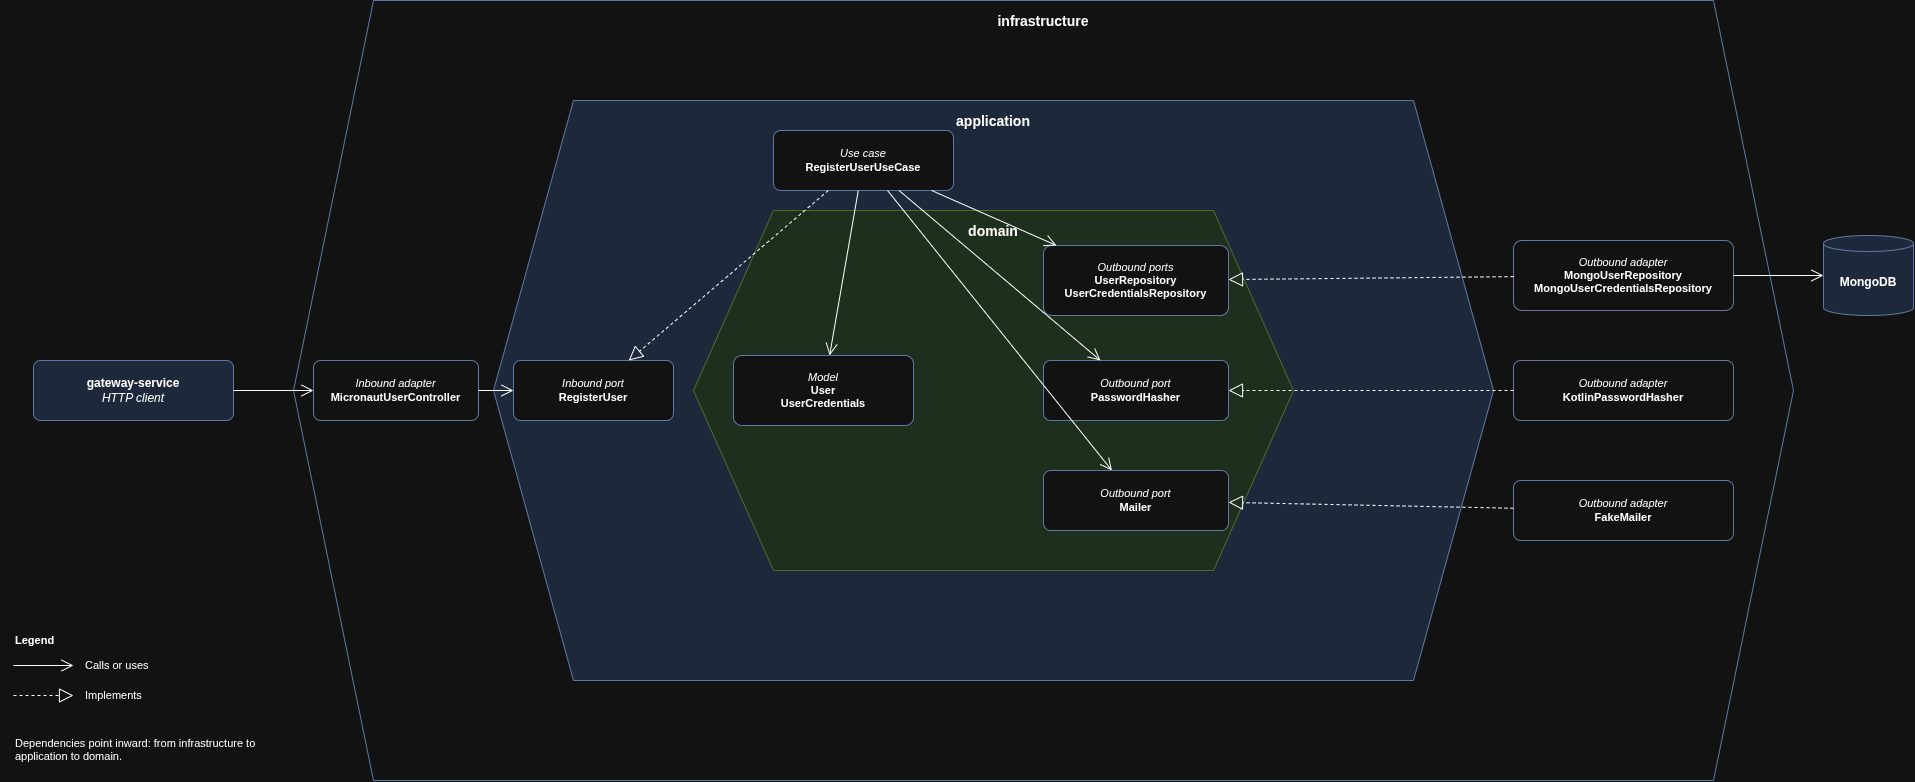 infrastructure
application
Use case
RegisterUserUseCase
domain
Outbound ports
UserRepository
UserCredentialsRepository
Outbound adapter
MongoUserRepository
MongoUserCredentialsRepository
MongoDB
gateway-service
HTTP client
Inbound adapter
MicronautUserController
Inbound port
RegisterUser
Model
User
UserCredentials
Outbound port
PasswordHasher
Outbound adapter
KotlinPasswordHasher
Outbound port
Mailer
Outbound adapter
FakeMailer
Legend
Calls or uses
Implements
Dependencies point inward: from infrastructure to
application to domain.